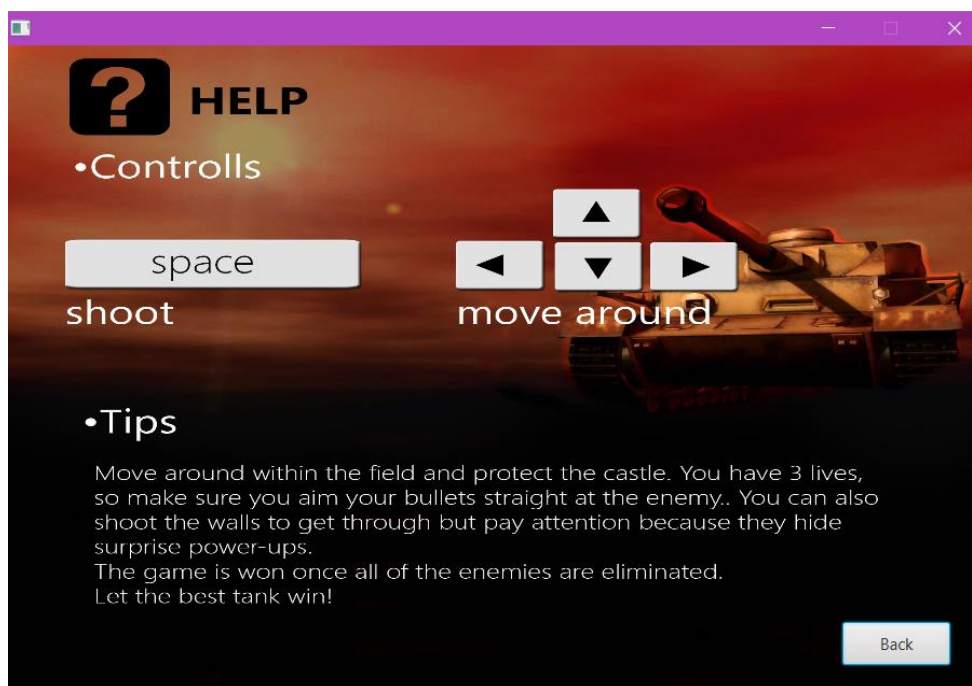 ? HELP
•Controlls
space
shoot
move around
•Tips
Move around within the field and protect the castle. You have 3 lives,
so make sure you aim your bullets straight at the enemy.. You can also
shoot the walls to get through but pay attention because they hide
surprise power-ups.
The game is won once all of the enemies are eliminated.
Let the best tank win!
Back